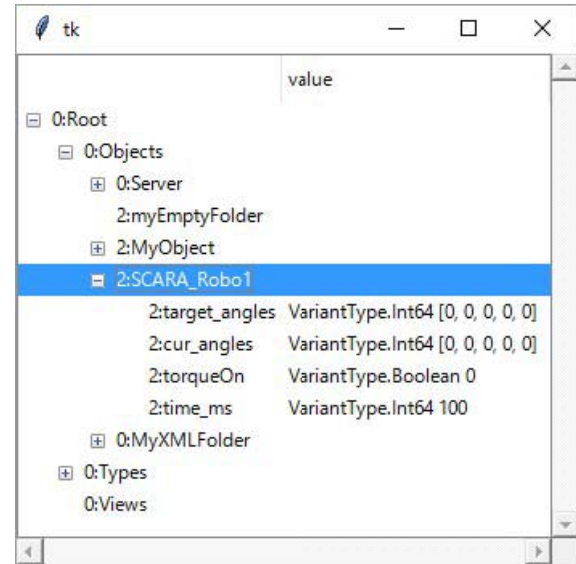 tk
value
0:Root
0:Objects
0:Server
2:myEmptyFolder
2:MyObject
2:SCARA_Robo1
2:target_angles VariantType.Int64 [0, 0, 0, 0, 0]
2:cur_angles VariantType.Int64 [0, 0, 0, 0, 0]
2:torqueOn VariantType.Boolean 0
2:time_ms VariantType.Int64 100
0:MyXMLFolder
0:Types
0:Views